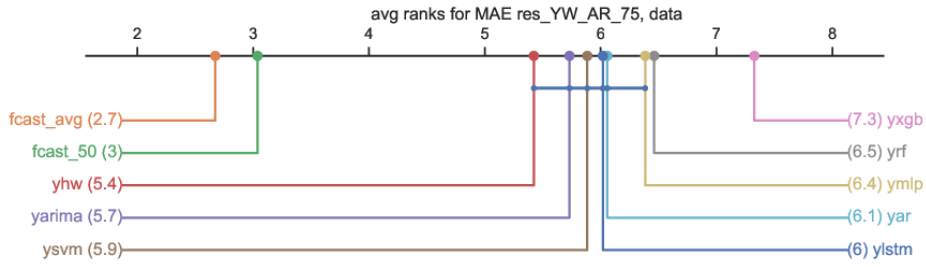 avg ranks for MAE res_YW_AR_75, data
2 3 4 5 6 7 8
fcast_avg (2.7) (7.3) yxgb
fcast_50 (3) (6.5) yrf
yhw (5.4) (6.4) ymlp
yarima (5.7) (6.1) yar
ysvm (5.9) (6) ylstm